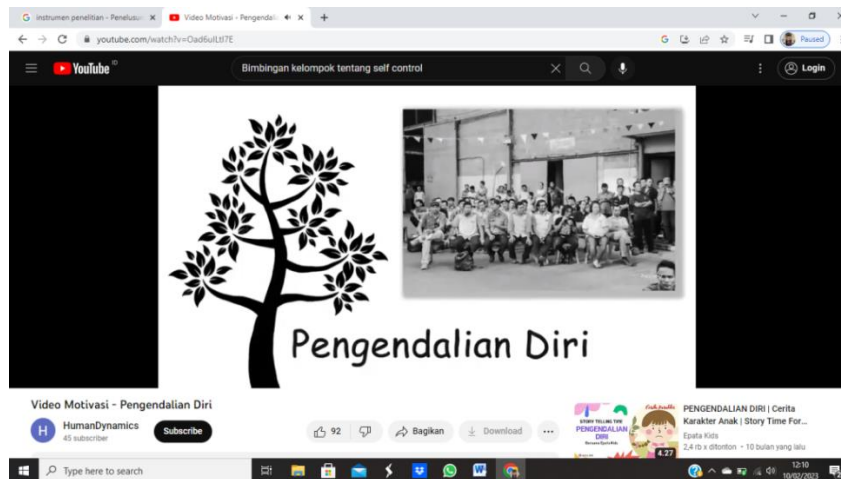 instrumen penelitian - Penelusur
Video Motivasi - Pengendali
youtube.com/watch?v=Oad6ulLtI7E
Paused
YouTube ID
Bimbingan kelompok tentang self control
Login
Pengendalian Diri
Video Motivasi - Pengendalian Diri
H
HumanDynamics
45 subscriber
Subscribe
92
Bagikan
Download
STORY TELLING TIME
PENGENDALIAN
DIRI
4.27
PENGENDALIAN DIRI | Cerita
Karakter Anak | Story Time For...
Epata Kids
2,4 rb x ditonton • 10 bulan yang lalu
Type here to search
12:10
10/02/2023